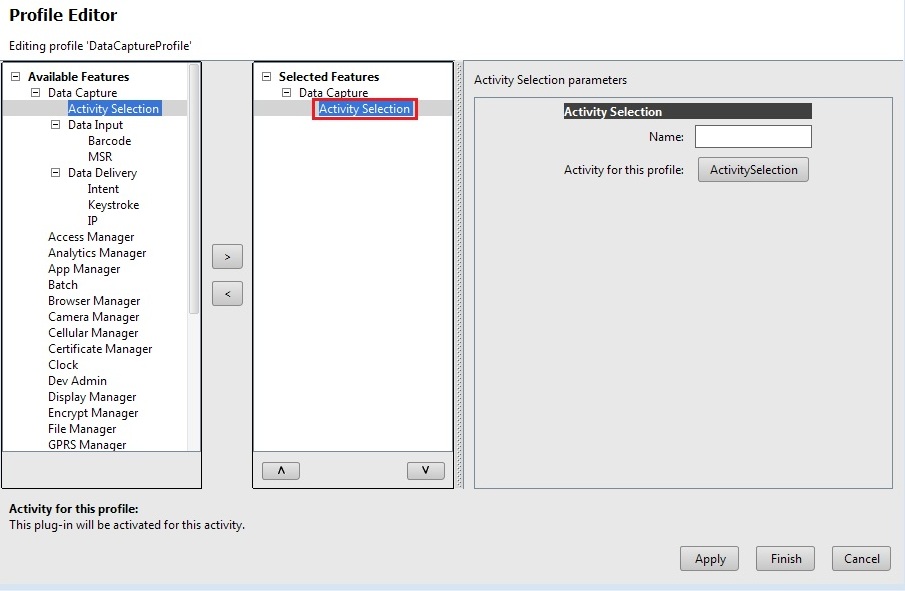 Profile Editor
Editing profile 'DataCaptureProfile'
Available Features
Data Capture
Activity Selection
Data Input
Barcode
MSR
Data Delivery
Intent
Keystroke
IP
Access Manager
Analytics Manager
App Manager
Batch
Browser Manager
Camera Manager
Cellular Manager
Certificate Manager
Clock
Dev Admin
Display Manager
Encrypt Manager
File Manager
GPRS Manager
>
<
Selected Features
Data Capture
Activity Selection
Activity Selection parameters
Activity Selection
Name:
Activity for this profile: ActivitySelection
Activity for this profile:
This plug-in will be activated for this activity.
Apply Finish Cancel